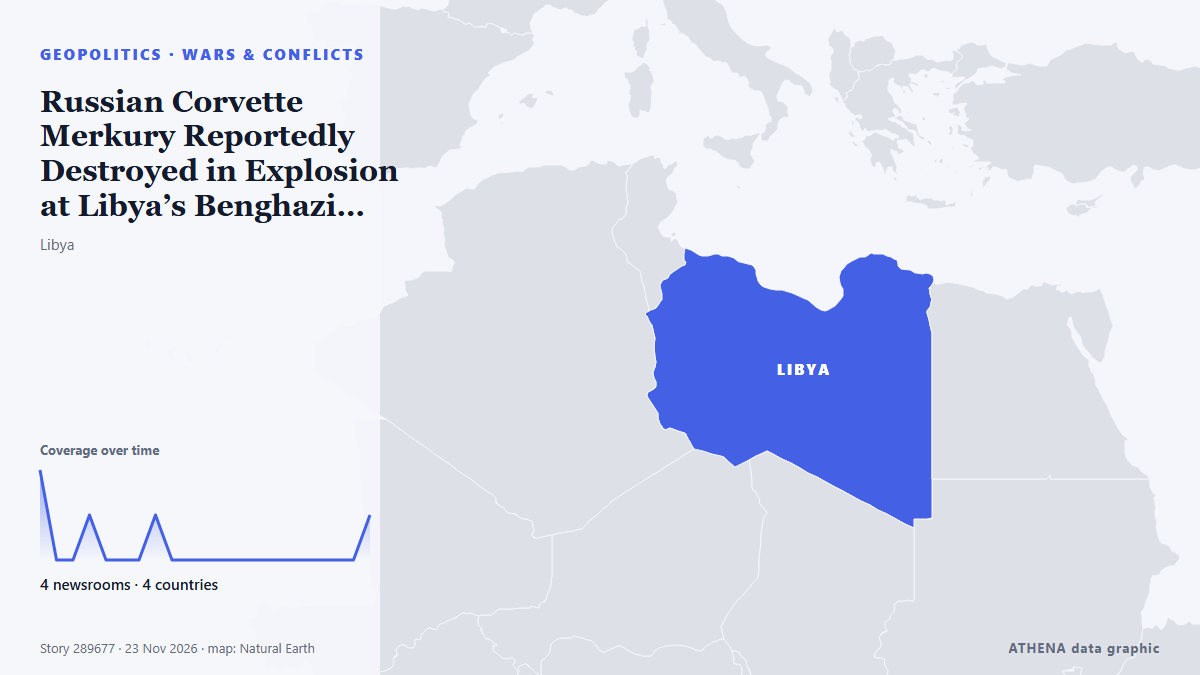 GEOPOLITICS · WARS & CONFLICTS
Russian Corvette
Merkury Reportedly
Destroyed in Explosion
at Libya’s Benghazi…
Libya
LIBYA
Coverage over time
4 newsrooms · 4 countries
Story 289677 · 23 Nov 2026 · map: Natural Earth
ATHENA data graphic